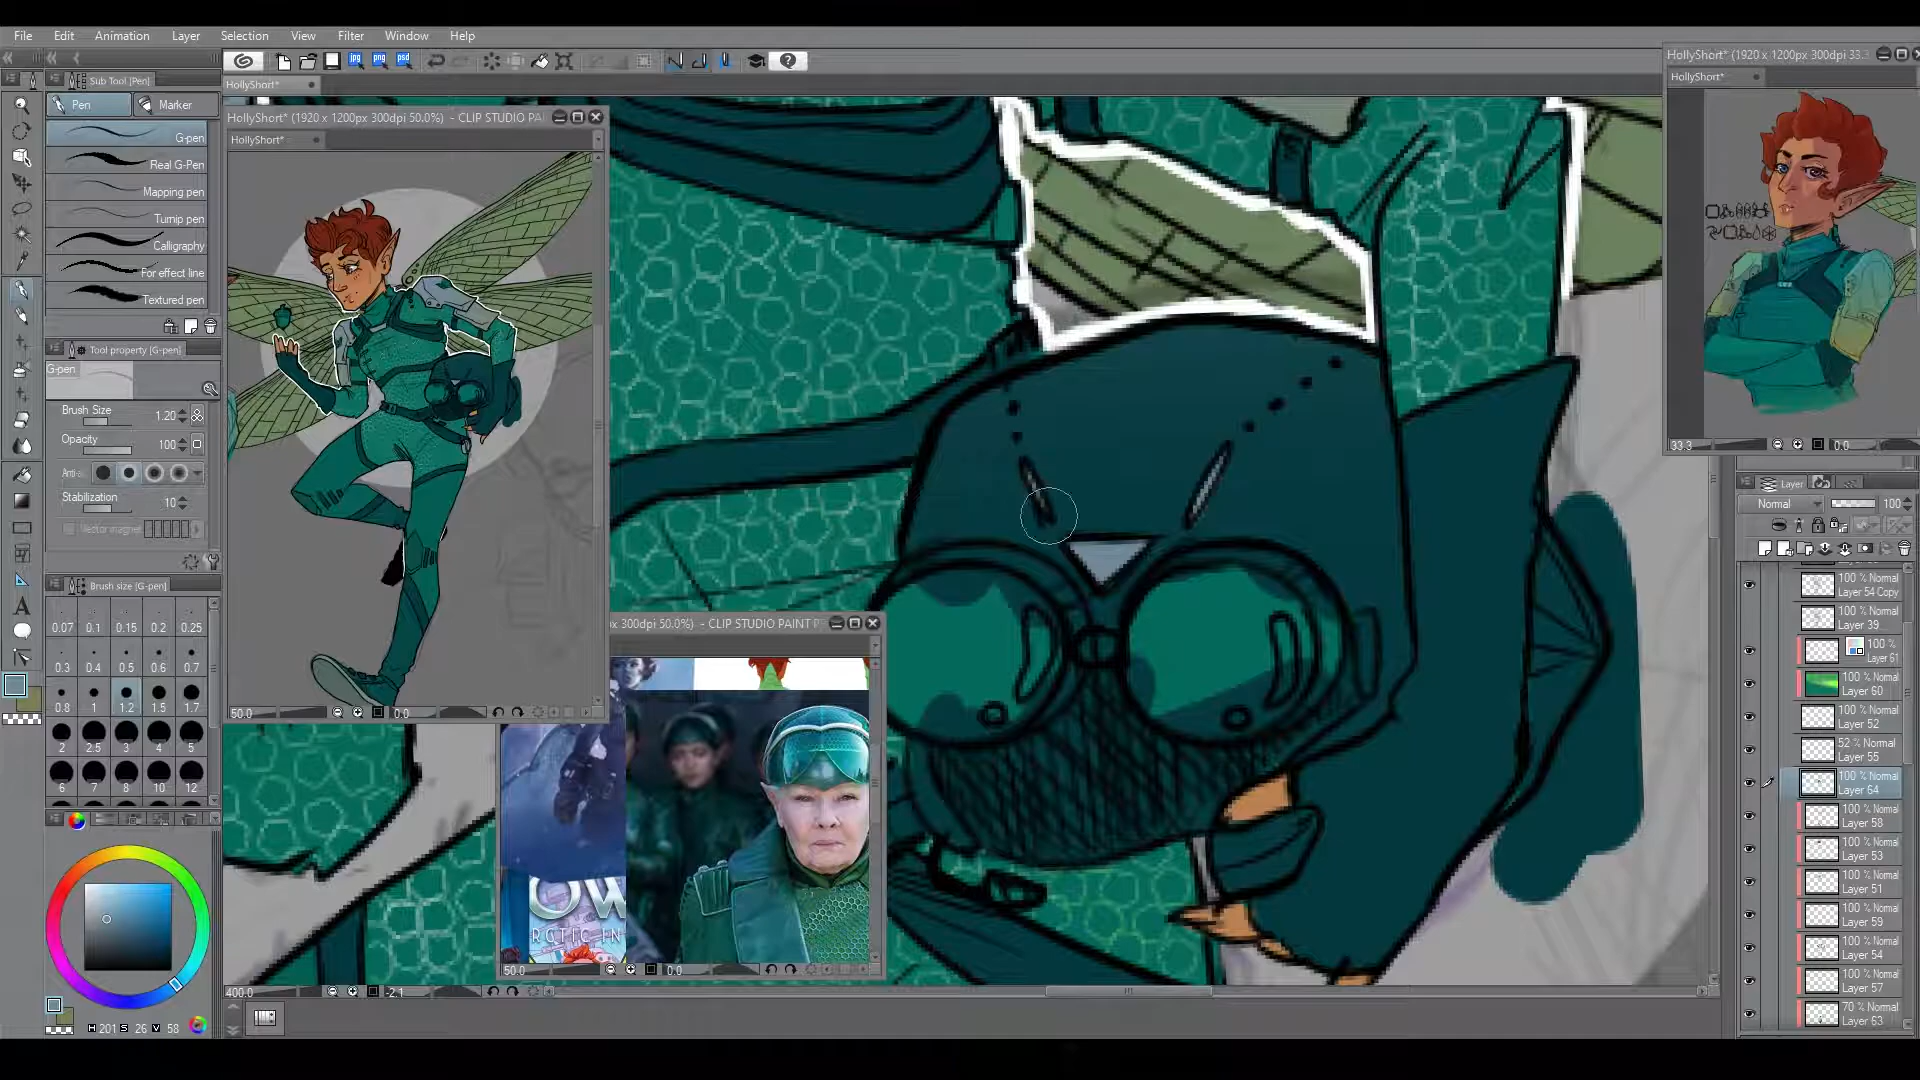 File Edit Animation Layer Selection View Filter Window Help
HollyShort* (1920 x 1200px 300dpi 33.3
Sub Tool [Pen]
HollyShort*
HollyShort*
Pen
Marker
G-pen
Real G-Pen
Mapping pen
Turnip pen
Calligraphy
For effect line
Textured pen
HollyShort* (1920 x 1200px 300dpi 50.0%) - CLIP STUDIO PAI
HollyShort*
Tool property [G-pen]
G-pen
Brush Size 1.20
Opacity 100
Stabilization 10
Vector magnet
Brush size [G-pen]
0.07 0.1 0.15 0.2 0.25
0.3 0.4 0.5 0.6 0.7
0.8 1 1.2 1.5 1.7
2 2.5 3 4 5
6 7 8 10 12
50.0 0.0
x 300dpi 50.0%) - CLIP STUDIO PAINT P
OW
RCTIC IN
50.0 0.0
400.0 -2.1
H 201 S 26 V 58
33.3 0.0
Layer
Normal 100
100 % Normal
Layer 54 Copy
100 % Normal
Layer 39...
100 %
Layer 61
100 % Normal
Layer 60
100 % Normal
Layer 52
52 % Normal
Layer 55
100 % Normal
Layer 64
100 % Normal
Layer 58
100 % Normal
Layer 53
100 % Normal
Layer 51
100 % Normal
Layer 59
100 % Normal
Layer 54
100 % Normal
Layer 57
70 % Normal
Layer 63